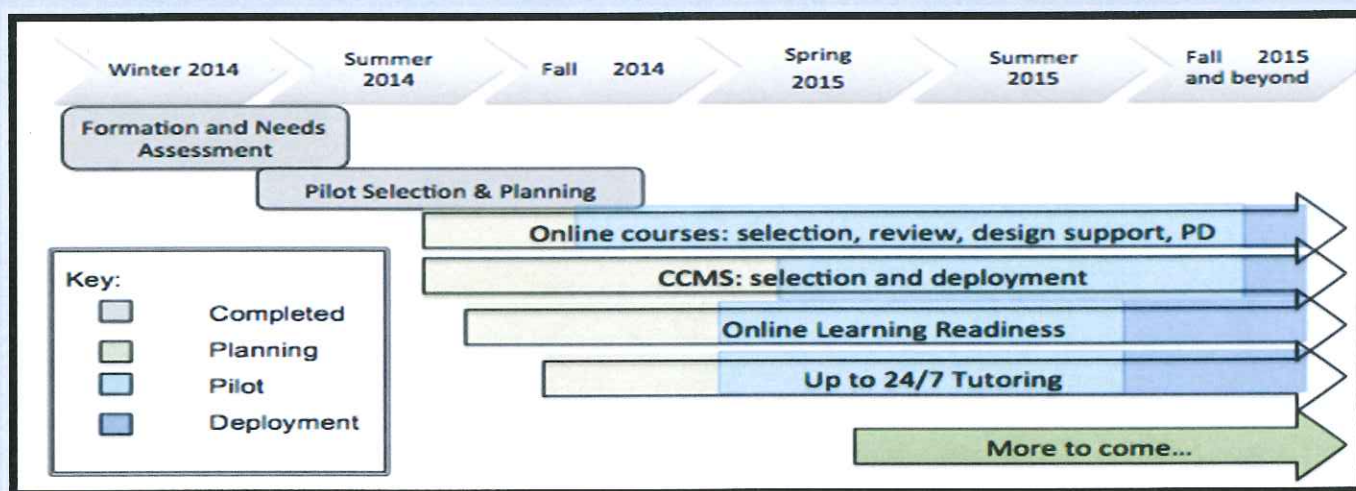 Winter 2014
Summer
2014
Fall 2014
Spring
2015
Summer
2015
Fall 2015
and beyond
Formation and Needs
Assessment
Pilot Selection & Planning
Online courses: selection, review, design support, PD
CCMS: selection and deployment
Online Learning Readiness
Up to 24/7 Tutoring
More to come...
Key:
Completed
Planning
Pilot
Deployment